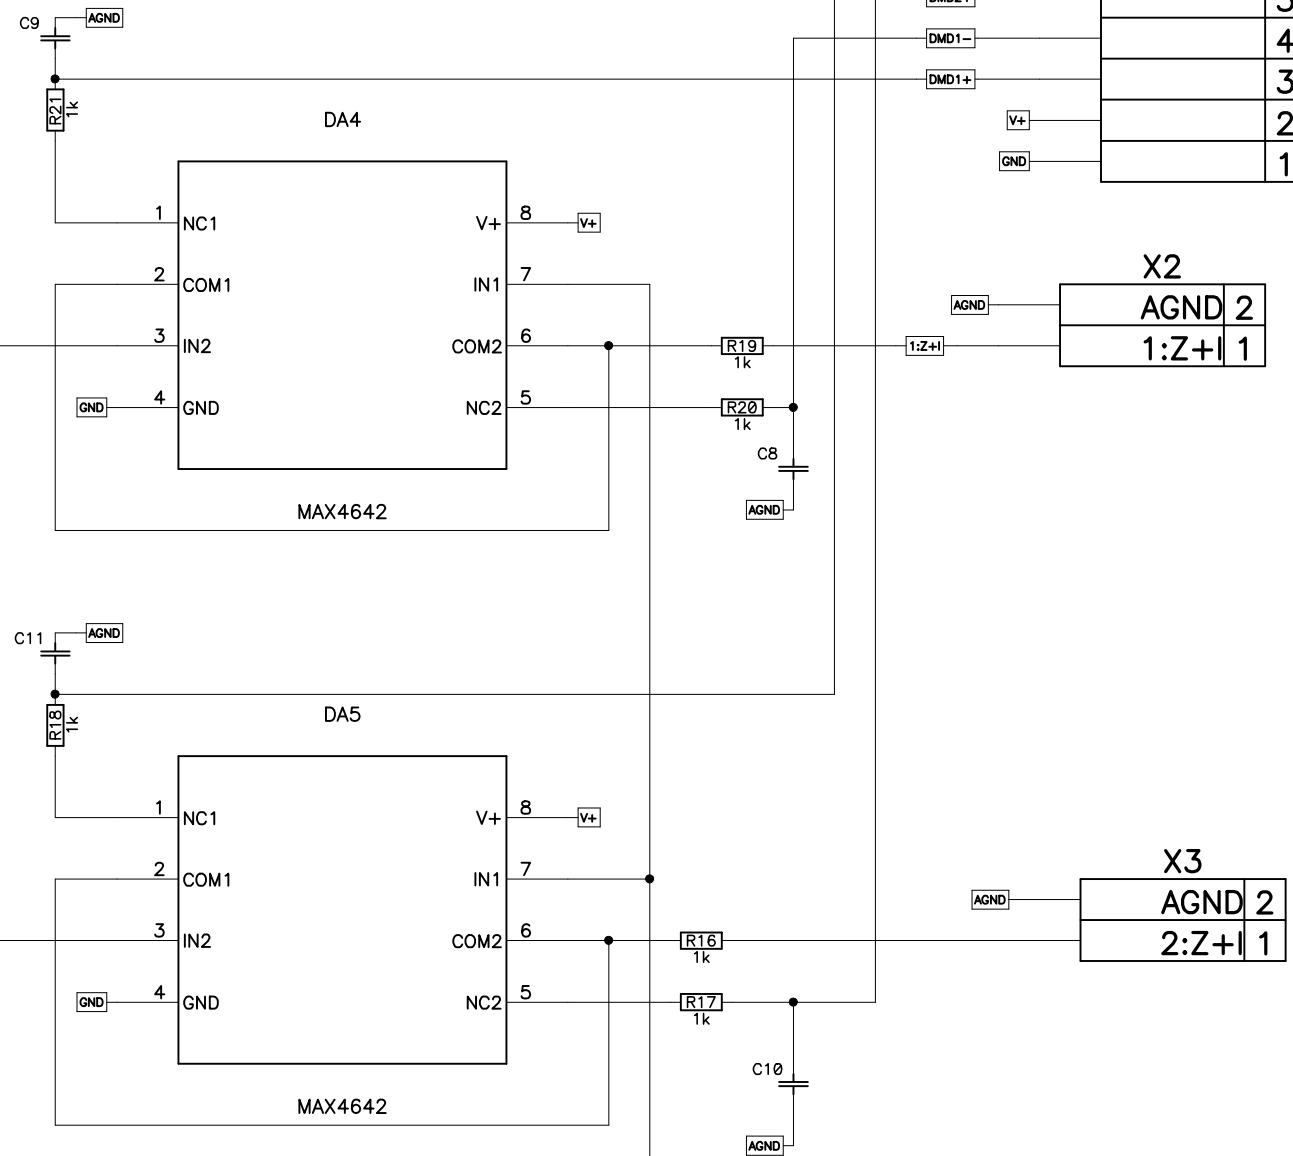 C9
AGND
DMD1-
4
DMD1+
3
R21
1k
DA4
V+
2
GND
1
1
NC1
V+
8
V+
2
COM1
IN1
7
X2
AGND
AGND
2
3
IN2
COM2
6
R19
1k
1:Z+I
1:Z+I
1
GND
4
GND
NC2
5
R20
1k
C8
AGND
MAX4642
C11
AGND
R18
1k
DA5
1
NC1
V+
8
V+
2
COM1
IN1
7
X3
AGND
AGND
2
3
IN2
COM2
6
R16
1k
2:Z+I
1
GND
4
GND
NC2
5
R17
1k
C10
MAX4642
AGND